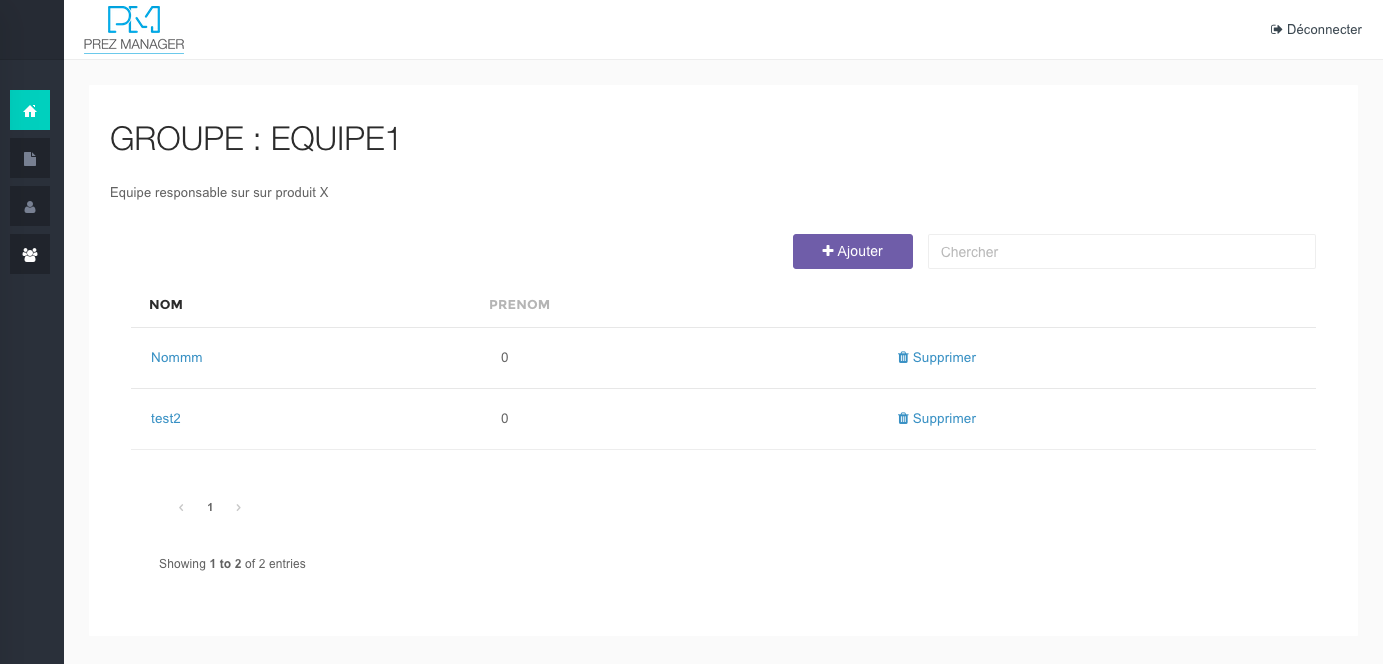 PM
PREZ MANAGER
Déconnecter
GROUPE : EQUIPE1
Equipe responsable sur sur produit X
Ajouter
Chercher
NOM PRENOM
Nommm 0 Supprimer
test2 0 Supprimer
‹ 1 ›
Showing 1 to 2 of 2 entries